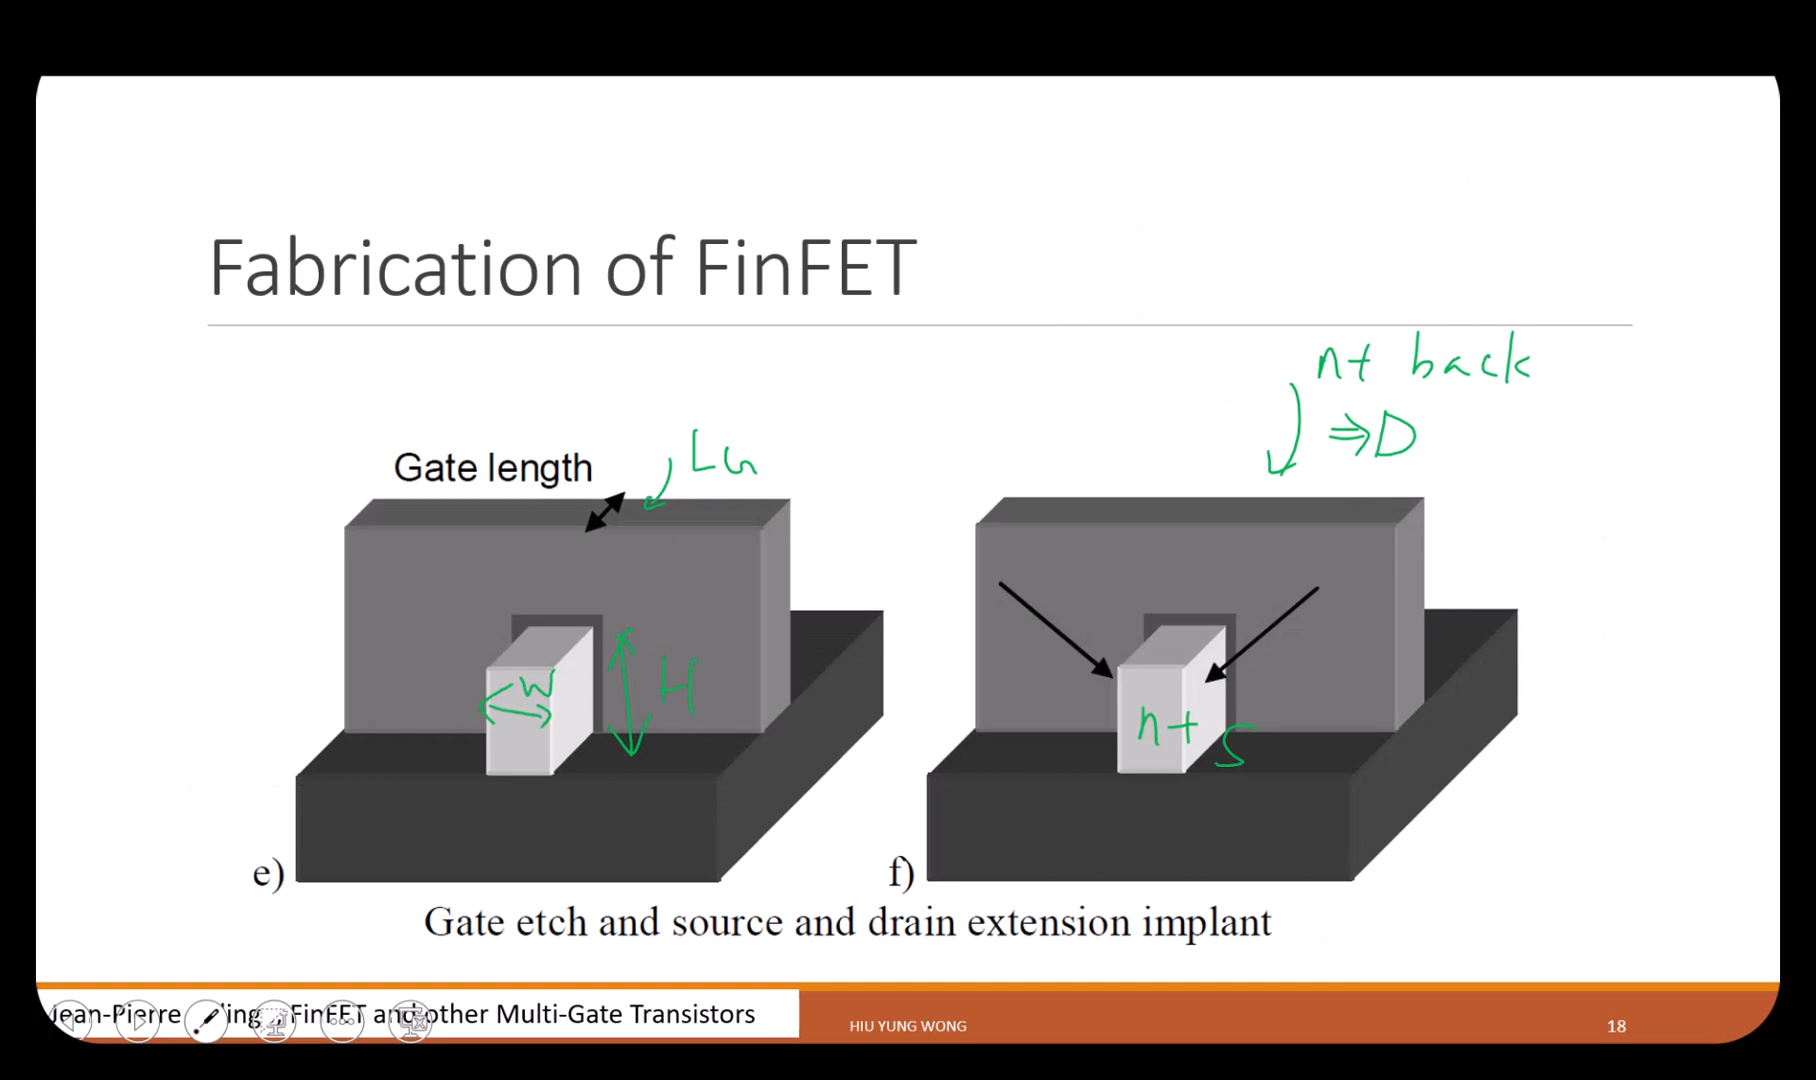 Fabrication of FinFET
n+ back
⇒D
Gate length
LG
W
H
n+
S
e)
f)
Gate etch and source and drain extension implant
Jean-Pierre FinFET and other Multi-Gate Transistors
HIU YUNG WONG
18